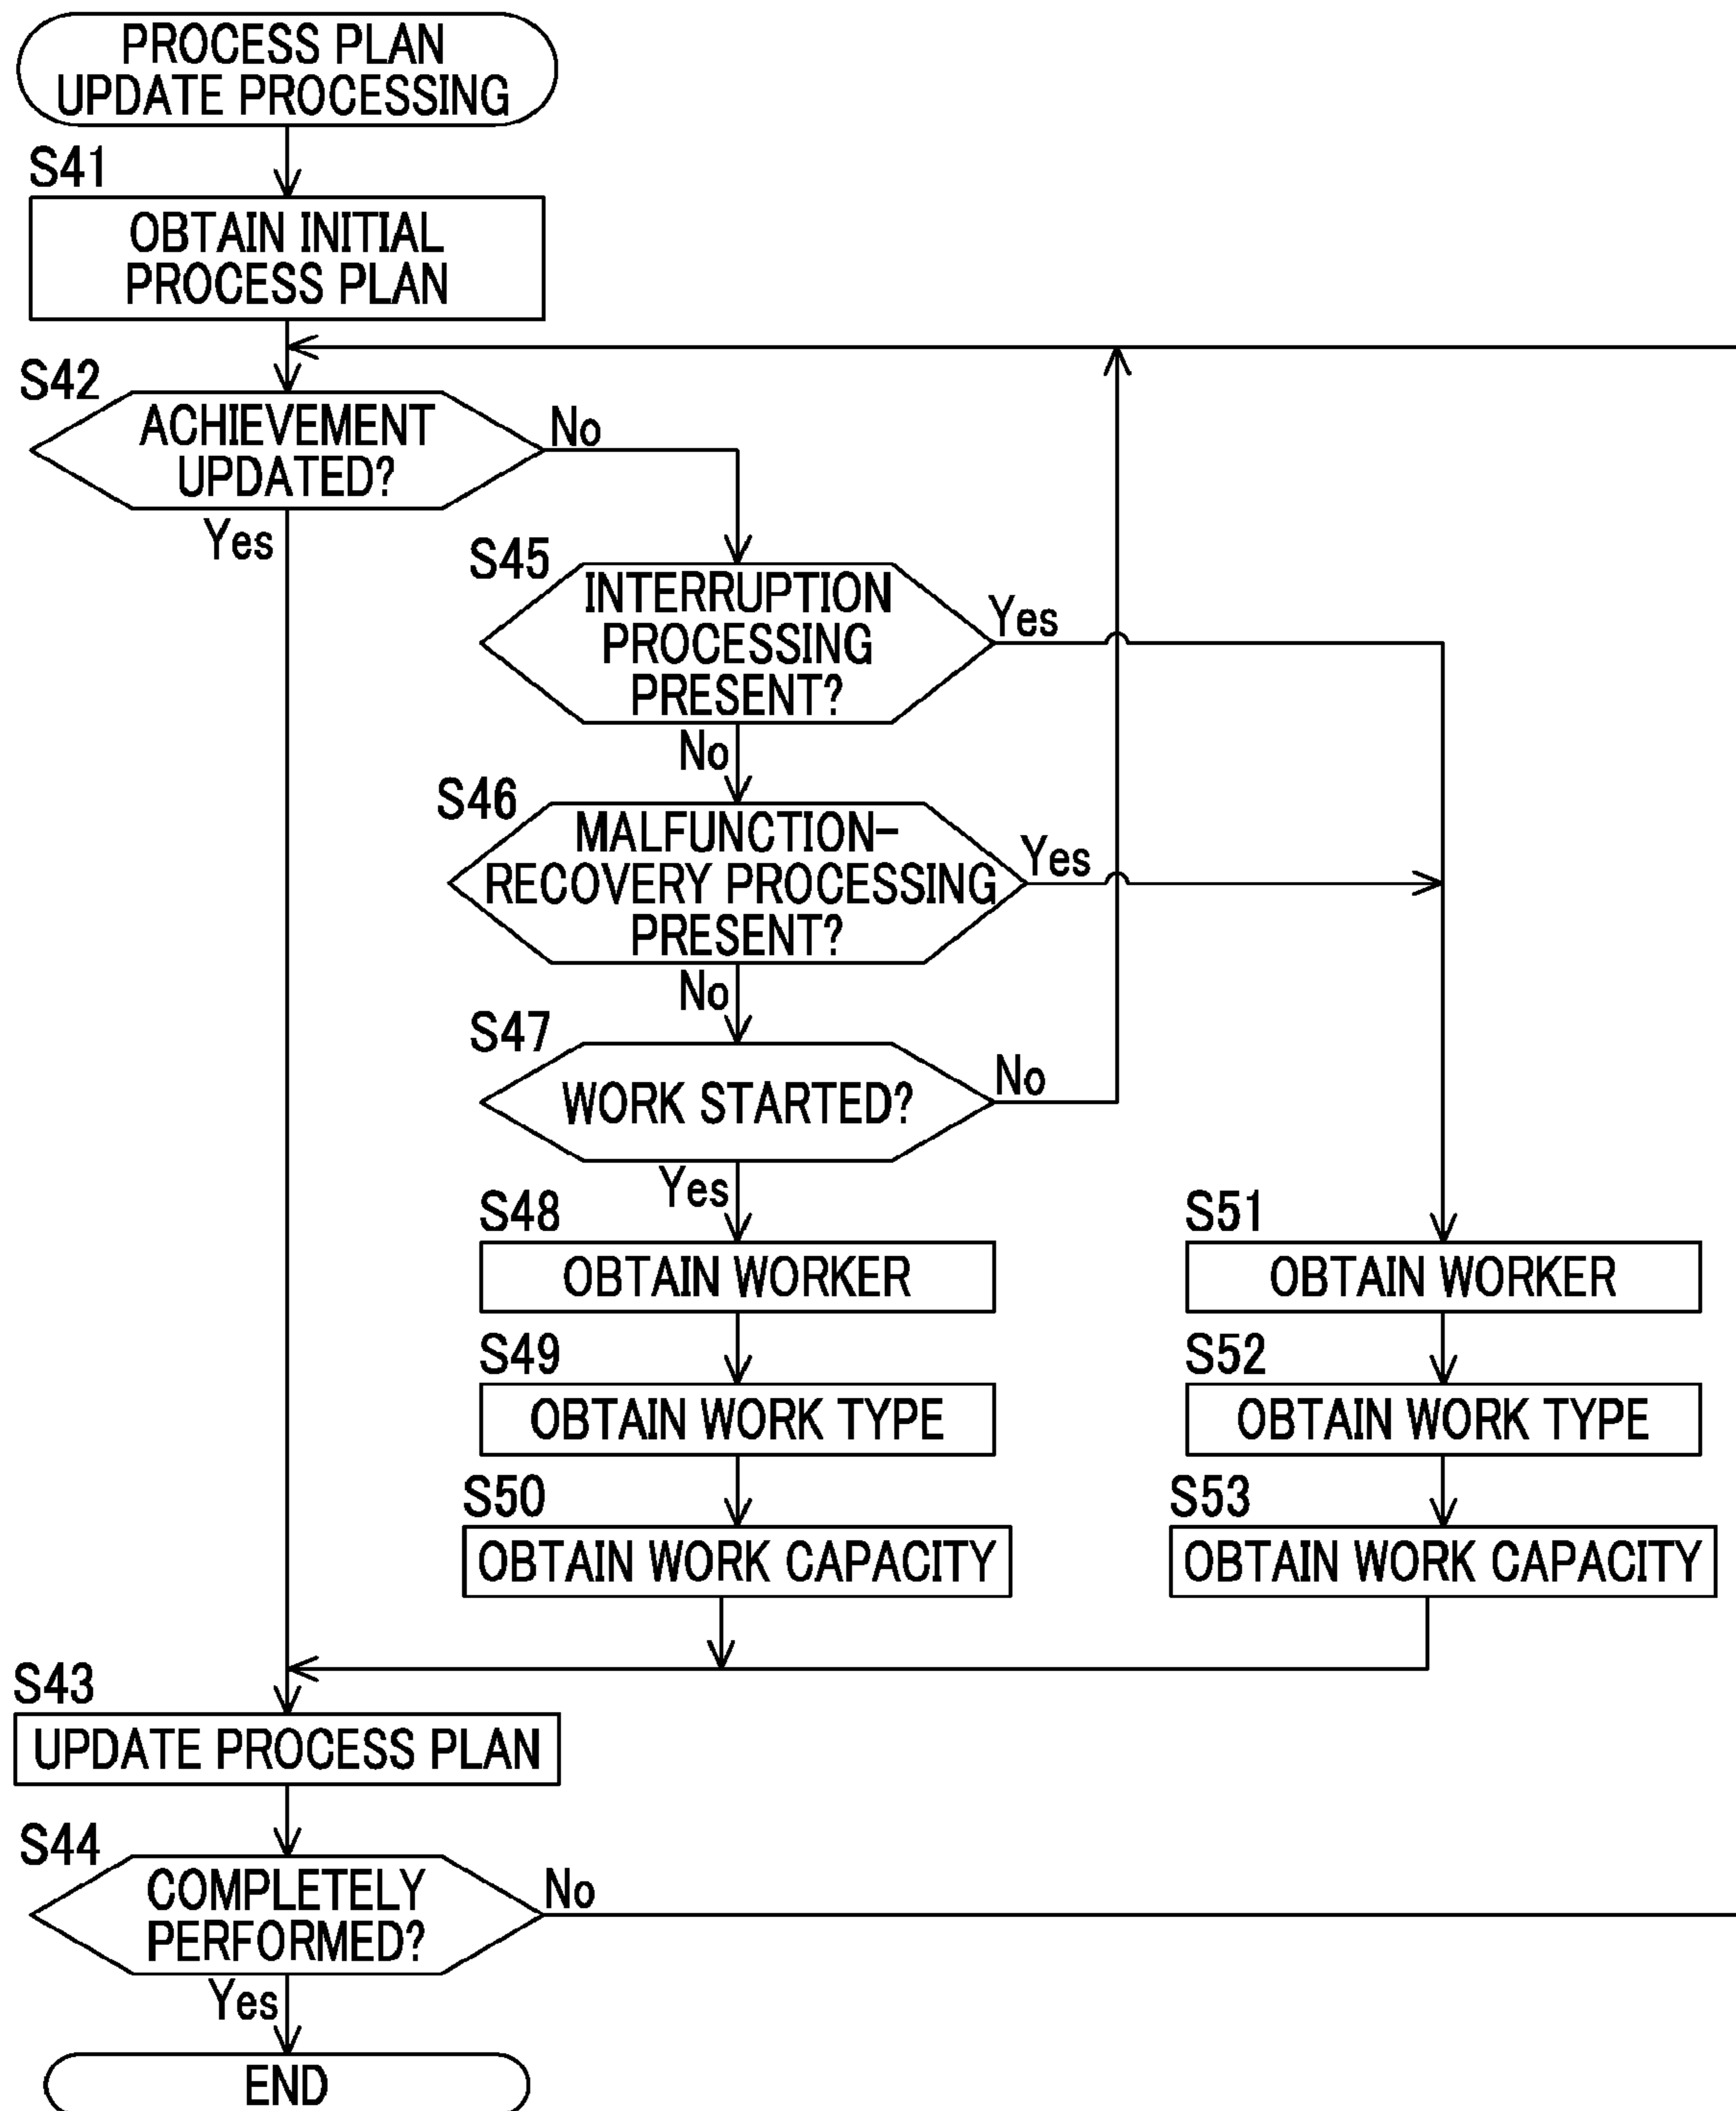 PROCESS PLAN
UPDATE PROCESSING
S41
OBTAIN INITIAL
PROCESS PLAN
S42
ACHIEVEMENT
UPDATED?
No
Yes
S45
INTERRUPTION
PROCESSING
PRESENT?
Yes
No
S46
MALFUNCTION-
RECOVERY PROCESSING
PRESENT?
Yes
No
S47
WORK STARTED?
No
Yes
S48
OBTAIN WORKER
S49
OBTAIN WORK TYPE
S50
OBTAIN WORK CAPACITY
S51
OBTAIN WORKER
S52
OBTAIN WORK TYPE
S53
OBTAIN WORK CAPACITY
S43
UPDATE PROCESS PLAN
S44
COMPLETELY
PERFORMED?
No
Yes
END